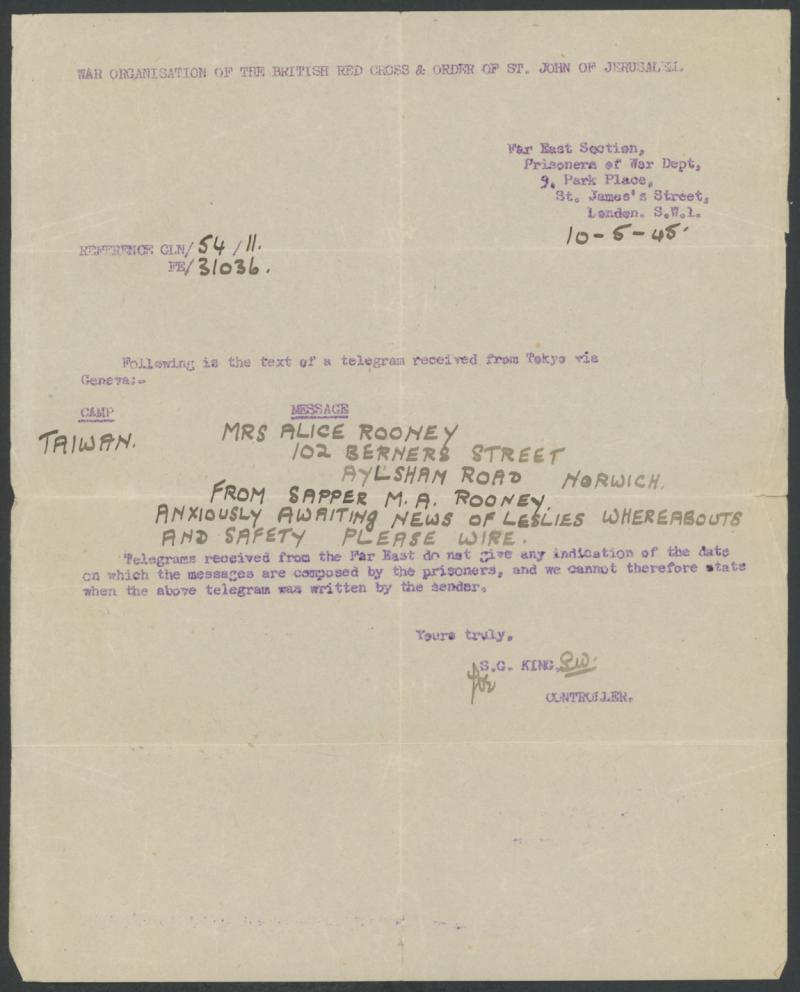 WAR ORGANISATION OF THE BRITISH RED CROSS & ORDER OF ST. JOHN OF JERUSALEM.
Far East Section,
Prisoners of War Dept,
9, Park Place,
St. James's Street,
London. S.W.1.
10-5-45.
REFERENCE GLN/54/11.
FE/31036.
Following is the text of a telegram received from Tokyo via
Geneva:-
CAMP MESSAGE
TAIWAN. MRS ALICE ROONEY
102 BERNERS STREET
AYLSHAM ROAD NORWICH.
FROM SAPPER M. A. ROONEY.
ANXIOUSLY AWAITING NEWS OF LESLIES WHEREABOUTS
AND SAFETY PLEASE WIRE.
Telegrams received from the Far East do not give any indication of the date
on which the messages are composed by the prisoners, and we cannot therefore state
when the above telegram was written by the sender.
Yours truly,
S.G. KING.
for
CONTROLLER.